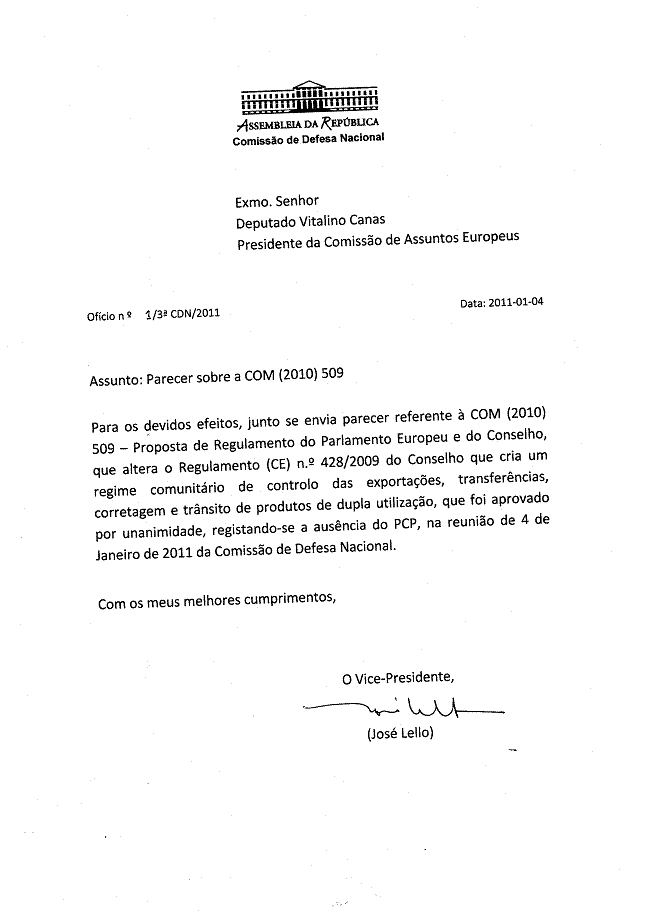 ASSEMBLEIA DA REPÚBLICA
Comissão de Defesa Nacional
Exmo. Senhor
Deputado Vitalino Canas
Presidente da Comissão de Assuntos Europeus
Ofício n º 1/3ª CDN/2011
Data: 2011-01-04
Assunto: Parecer sobre a COM (2010) 509
Para os devidos efeitos, junto se envia parecer referente à COM (2010)
509 – Proposta de Regulamento do Parlamento Europeu e do Conselho,
que altera o Regulamento (CE) n.º 428/2009 do Conselho que cria um
regime comunitário de controlo das exportações, transferências,
corretagem e trânsito de produtos de dupla utilização, que foi aprovado
por unanimidade, registando-se a ausência do PCP, na reunião de 4 de
Janeiro de 2011 da Comissão de Defesa Nacional.
Com os meus melhores cumprimentos,
O Vice-Presidente,
(José Lello)